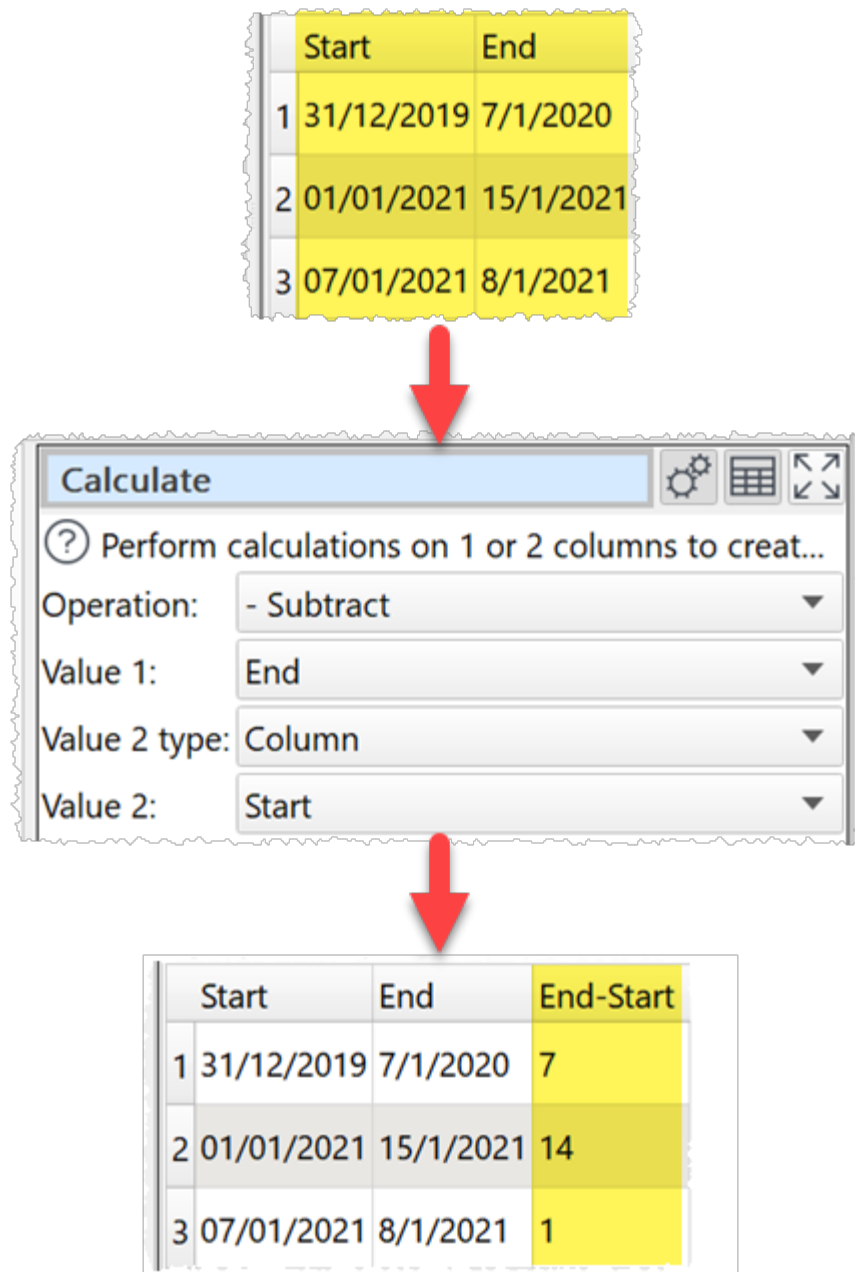 Start End
1 31/12/2019 7/1/2020
2 01/01/2021 15/1/2021
3 07/01/2021 8/1/2021
Calculate
? Perform calculations on 1 or 2 columns to creat...
Operation: - Subtract
Value 1: End
Value 2 type: Column
Value 2: Start
Start End End-Start
1 31/12/2019 7/1/2020 7
2 01/01/2021 15/1/2021 14
3 07/01/2021 8/1/2021 1